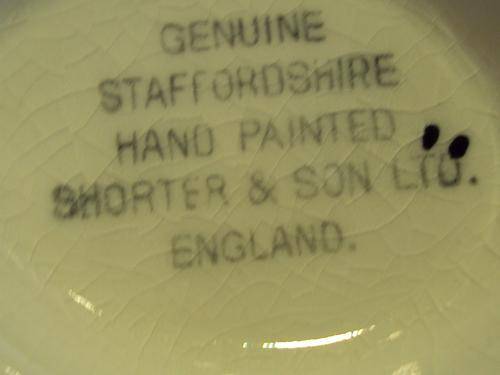 GENUINE
STAFFORDSHIRE
HAND PAINTED
SHORTER & SON LTD.
ENGLAND.